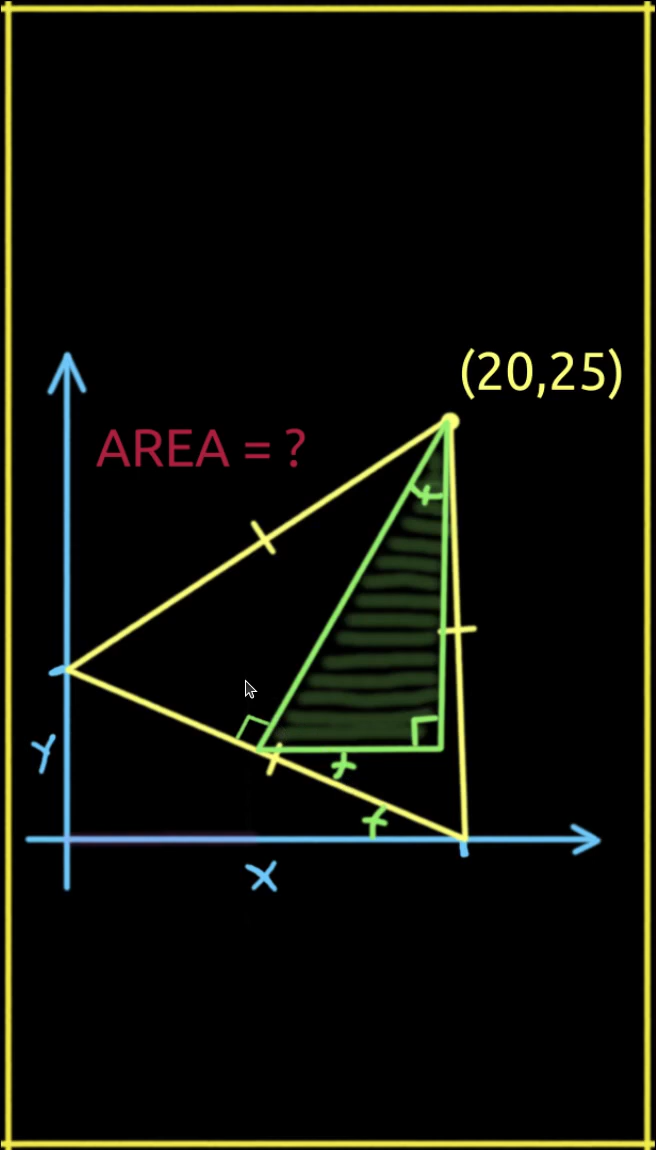 (20,25)
AREA = ?
Y
X